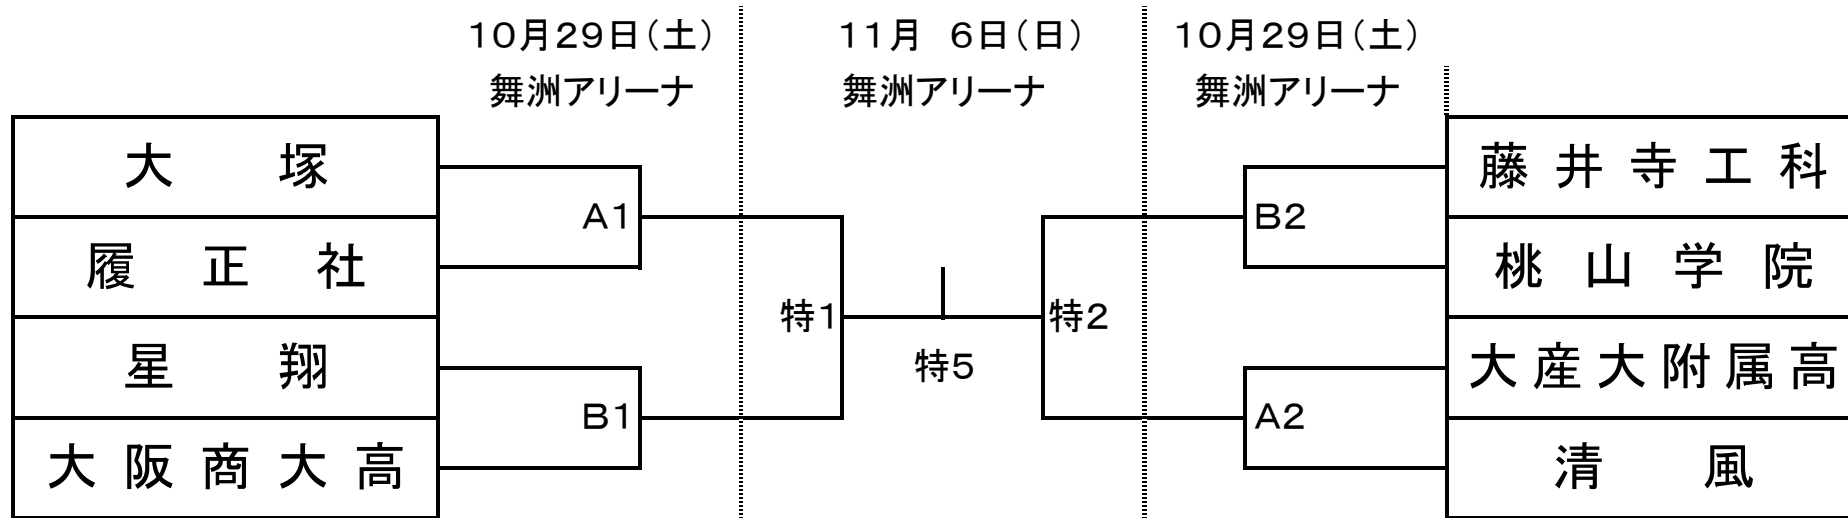 10月29日(土) 11月 6日(日) 10月29日(土)
舞洲アリーナ 舞洲アリーナ 舞洲アリーナ
大塚 藤井寺工科
A1 B2
履正社 桃山学院
特1 特2
星翔 特5 大産大附属高
B1 A2
大阪商大高 清風